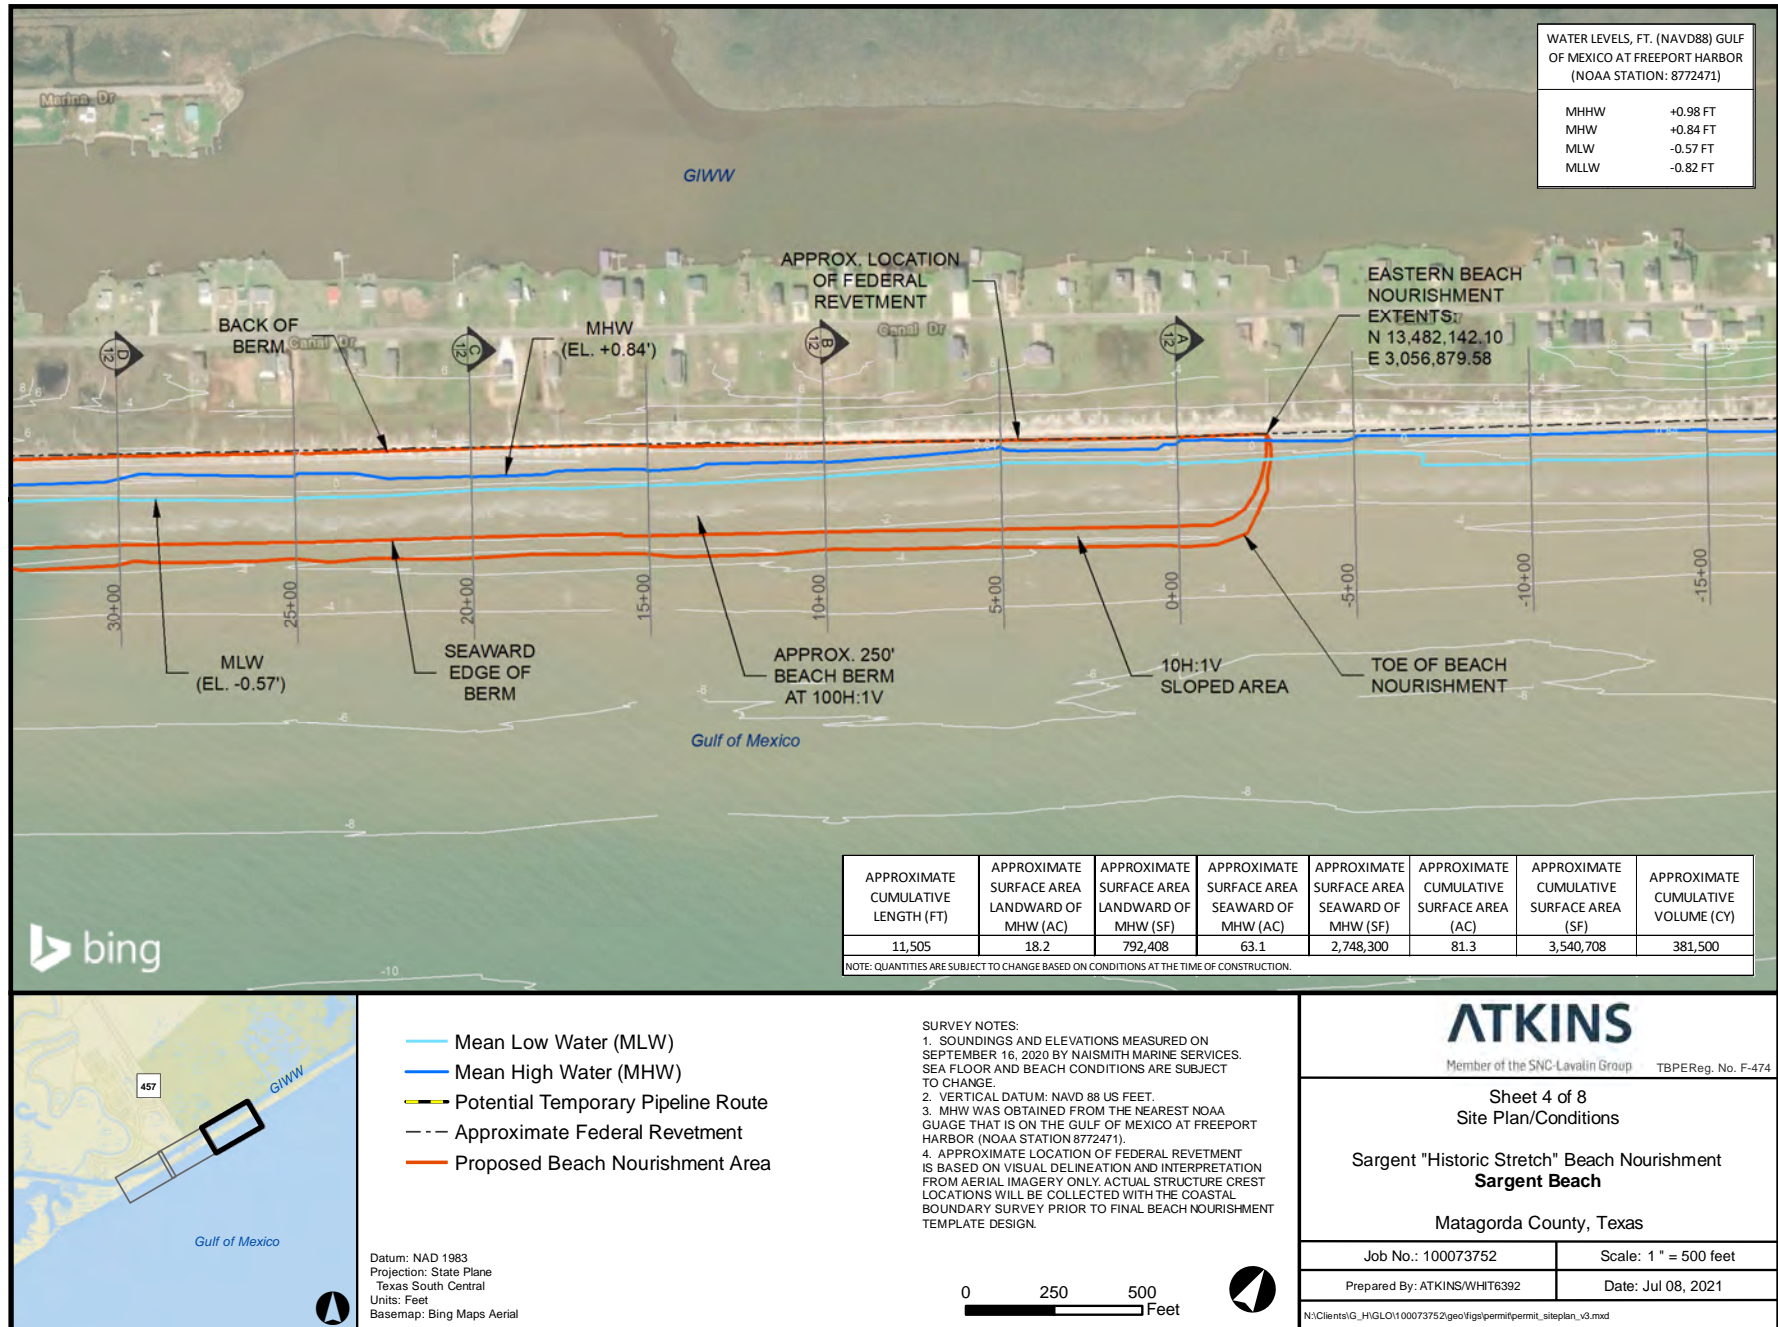 Marina Dr
WATER LEVELS, FT. (NAVD88) GULF
OF MEXICO AT FREEPORT HARBOR
(NOAA STATION: 8772471)
MHHW +0.98 FT
MHW +0.84 FT
MLW -0.57 FT
MLLW -0.82 FT
GIWW
APPROX. LOCATION
OF FEDERAL
REVETMENT
EASTERN BEACH
NOURISHMENT
EXTENTS:
N 13,482,142.10
E 3,056,879.58
BACK OF
BERM
Canal Dr
MHW
(EL. +0.84')
Canal Dr
D
12
C
12
B
12
A
12
30+00
25+00
20+00
15+00
10+00
5+00
0+00
-5+00
-10+00
-15+00
MLW
(EL. -0.57')
SEAWARD
EDGE OF
BERM
APPROX. 250'
BEACH BERM
AT 100H:1V
10H:1V
SLOPED AREA
TOE OF BEACH
NOURISHMENT
-6
-6
-6
Gulf of Mexico
-8
-8
-10
bing
APPROXIMATE CUMULATIVE LENGTH (FT)
APPROXIMATE SURFACE AREA LANDWARD OF MHW (AC)
APPROXIMATE SURFACE AREA LANDWARD OF MHW (SF)
APPROXIMATE SURFACE AREA SEAWARD OF MHW (AC)
APPROXIMATE SURFACE AREA SEAWARD OF MHW (SF)
APPROXIMATE CUMULATIVE SURFACE AREA (AC)
APPROXIMATE CUMULATIVE SURFACE AREA (SF)
APPROXIMATE CUMULATIVE VOLUME (CY)
11,505 18.2 792,408 63.1 2,748,300 81.3 3,540,708 381,500
NOTE: QUANTITIES ARE SUBJECT TO CHANGE BASED ON CONDITIONS AT THE TIME OF CONSTRUCTION.
457
GIWW
Gulf of Mexico
Mean Low Water (MLW)
Mean High Water (MHW)
Potential Temporary Pipeline Route
Approximate Federal Revetment
Proposed Beach Nourishment Area
Datum: NAD 1983
Projection: State Plane
Texas South Central
Units: Feet
Basemap: Bing Maps Aerial
SURVEY NOTES:
1. SOUNDINGS AND ELEVATIONS MEASURED ON
SEPTEMBER 16, 2020 BY NAISMITH MARINE SERVICES.
SEA FLOOR AND BEACH CONDITIONS ARE SUBJECT
TO CHANGE.
2. VERTICAL DATUM: NAVD 88 US FEET.
3. MHW WAS OBTAINED FROM THE NEAREST NOAA
GUAGE THAT IS ON THE GULF OF MEXICO AT FREEPORT
HARBOR (NOAA STATION 8772471).
4. APPROXIMATE LOCATION OF FEDERAL REVETMENT
IS BASED ON VISUAL DELINEATION AND INTERPRETATION
FROM AERIAL IMAGERY ONLY. ACTUAL STRUCTURE CREST
LOCATIONS WILL BE COLLECTED WITH THE COASTAL
BOUNDARY SURVEY PRIOR TO FINAL BEACH NOURISHMENT
TEMPLATE DESIGN.
0 250 500
Feet
ATKINS
Member of the SNC-Lavalin Group
TBPEReg. No. F-474
Sheet 4 of 8
Site Plan/Conditions
Sargent "Historic Stretch" Beach Nourishment
Sargent Beach
Matagorda County, Texas
Job No.: 100073752
Scale: 1 " = 500 feet
Prepared By: ATKINS/WHIT6392
Date: Jul 08, 2021
N:\Clients\G_H\GLO\100073752\geo\figs\permit\permit_siteplan_v3.mxd